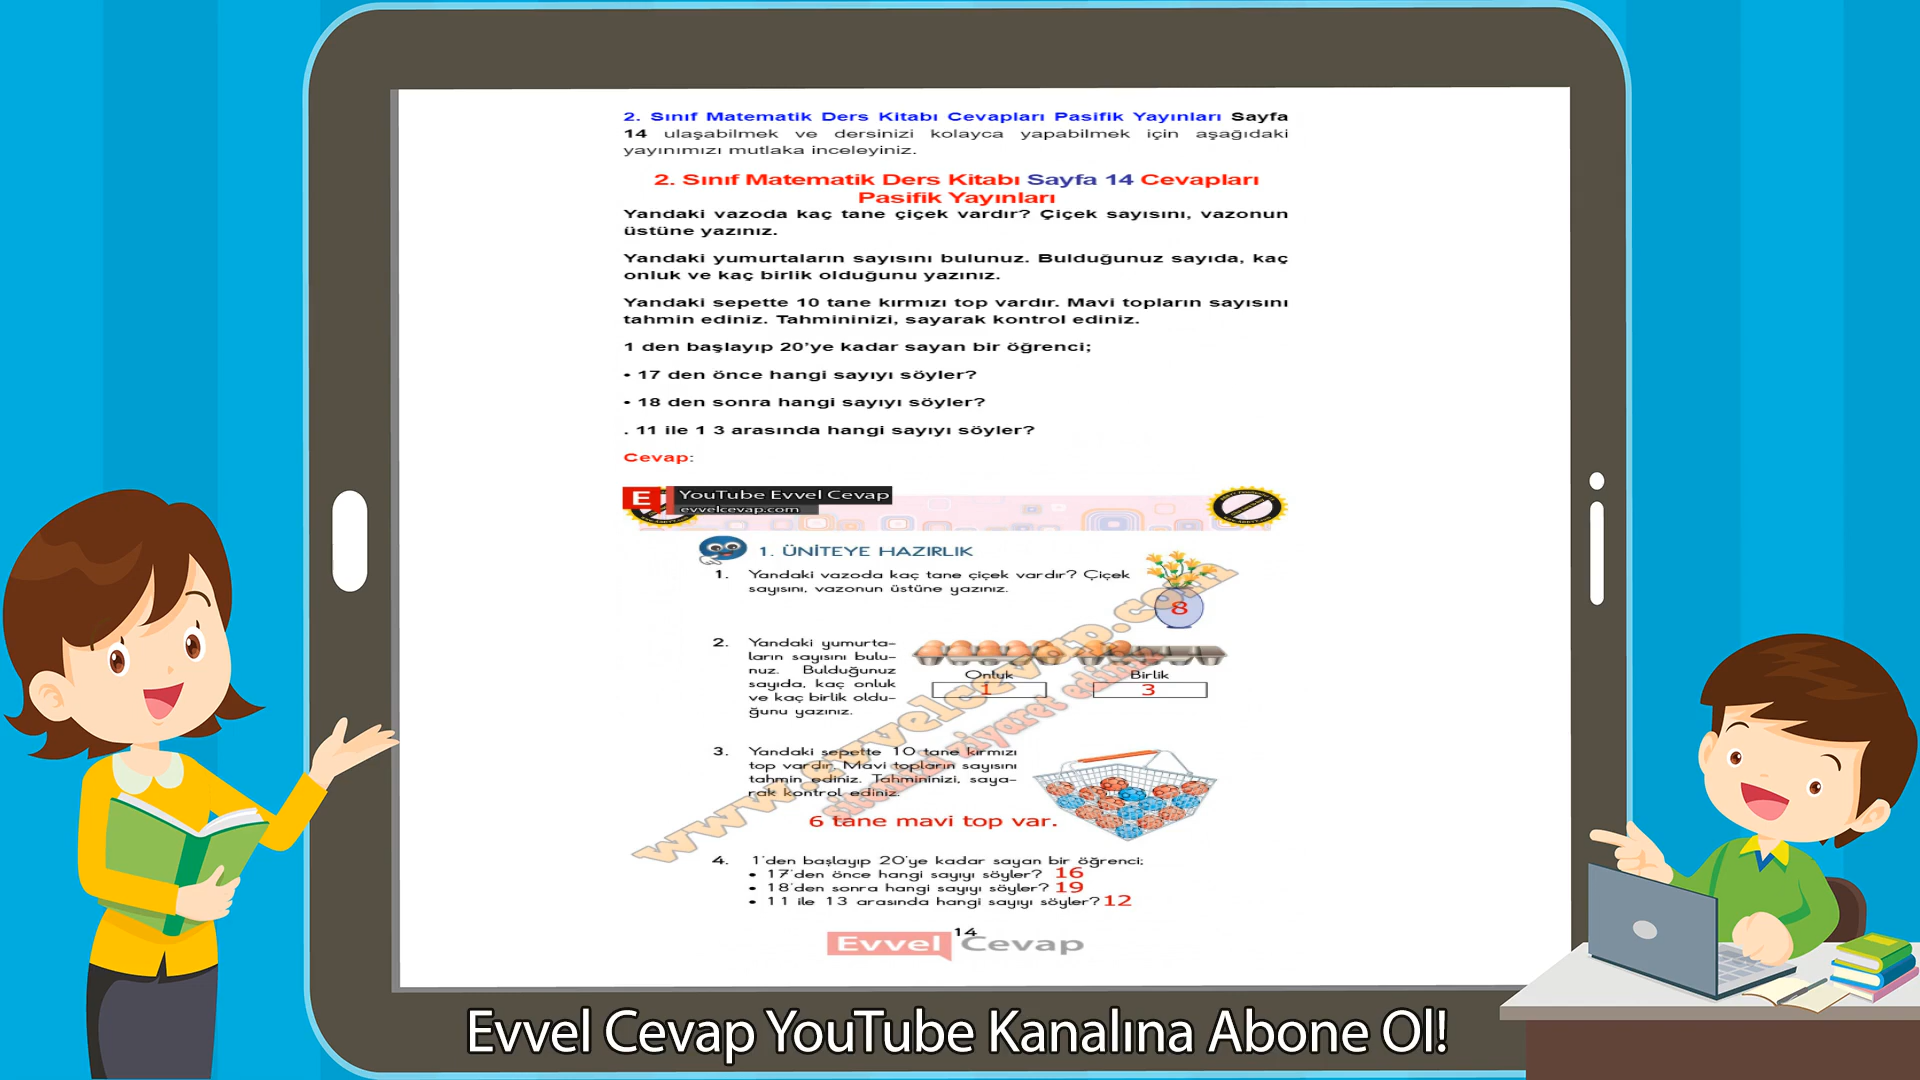 2. Sınıf Matematik Ders Kitabı Cevapları Pasifik Yayınları Sayfa
14 ulaşabilmek ve dersinizi kolayca yapabilmek için aşağıdaki
yayınımızı mutlaka inceleyiniz.
2. Sınıf Matematik Ders Kitabı Sayfa 14 Cevapları
Pasifik Yayınları
Yandaki vazoda kaç tane çiçek vardır? Çiçek sayısını, vazonun
üstüne yazınız.
Yandaki yumurtaların sayısını bulunuz. Bulduğunuz sayıda, kaç
onluk ve kaç birlik olduğunu yazınız.
Yandaki sepette 10 tane kırmızı top vardır. Mavi topların sayısını
tahmin ediniz. Tahmininizi, sayarak kontrol ediniz.
1 den başlayıp 20’ye kadar sayan bir öğrenci;
• 17 den önce hangi sayıyı söyler?
• 18 den sonra hangi sayıyı söyler?
. 11 ile 1 3 arasında hangi sayıyı söyler?
Cevap:
E YouTube Evvel Cevap
evvelcevap.com
1. ÜNİTEYE HAZIRLIK
1. Yandaki vazoda kaç tane çiçek vardır? Çiçek
sayısını, vazonun üstüne yazınız.
8
2. Yandaki yumurta-
ların sayısını bulu-
nuz. Bulduğunuz
sayıda, kaç onluk
ve kaç birlik oldu-
ğunu yazınız.
Onluk Birlik
1 3
3. Yandaki sepette 10 tane kırmızı
top vardır. Mavi topların sayısını
tahmin ediniz. Tahmininizi, saya-
rak kontrol ediniz.
6 tane mavi top var.
4. 1'den başlayıp 20'ye kadar sayan bir öğrenci;
• 17'den önce hangi sayıyı söyler? 16
• 18'den sonra hangi sayıyı söyler? 19
• 11 ile 13 arasında hangi sayıyı söyler? 12
www.evvelcevap.com
sitemizi ziyaret ediniz
14
Evvel Cevap
Evvel Cevap YouTube Kanalına Abone Ol!